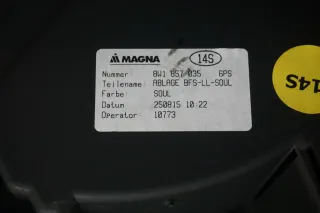 MAGNA 14S
Nummer: 8W1 857 035 6PS
Teilename: ABLAGE BFS-LL-SOUL
Farbe: SOUL
Datum 250815 10:22
Operator: 10773
14S